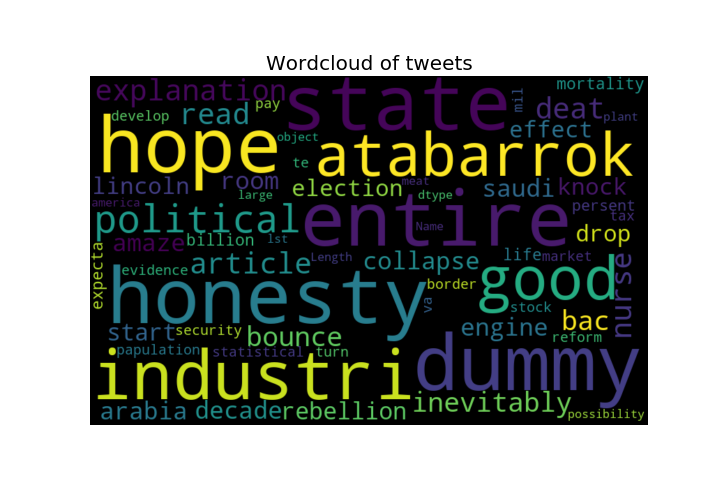 Wordcloud of tweets
explanation state mil mortality
develop read pay deat plant
hope object atabarrok effect
te
lincoln room large election meat dtype saudi knock
america political entire Name persent tax
amaze billion lst drop
expecta evidence article Length collapse life market
honesty va border good stock nurse
start security bounce engine bac reform
papulation statistical turn
industri dummy
arabia decade rebellion inevitably possibility